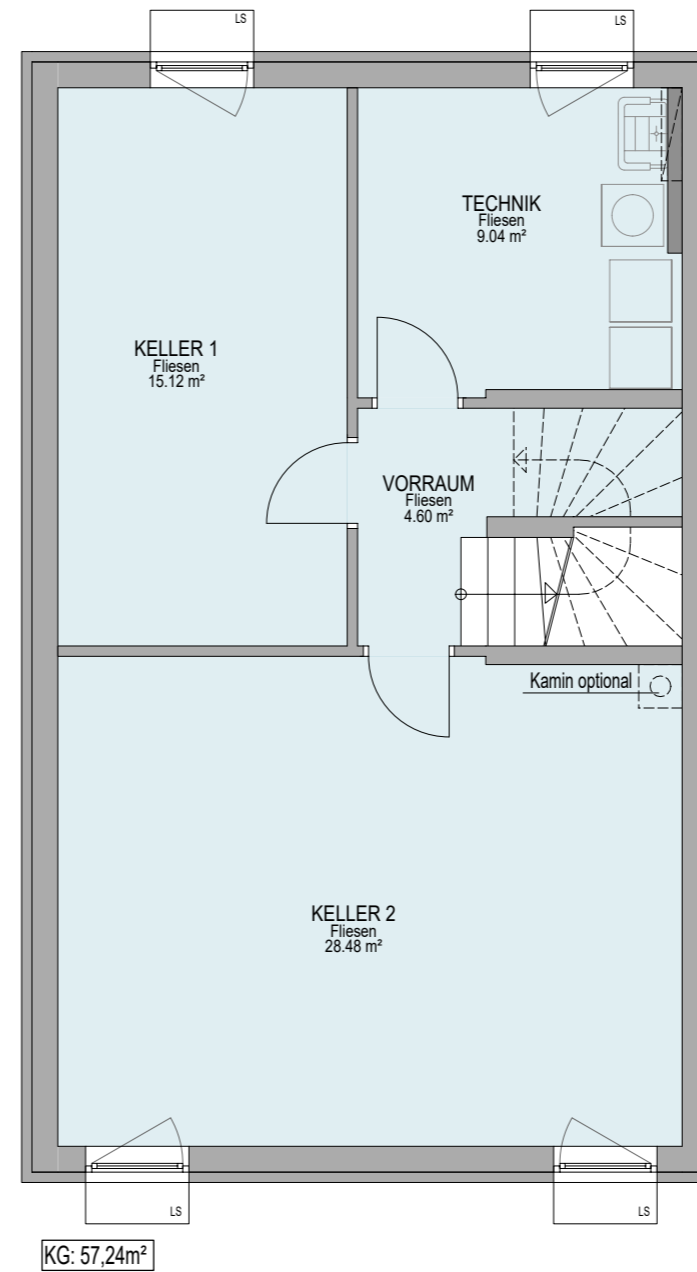 LS
LS
TECHNIK
Fliesen
9.04 m²
KELLER 1
Fliesen
15.12 m²
VORRAUM
Fliesen
4.60 m²
Kamin optional
KELLER 2
Fliesen
28.48 m²
LS
LS
KG: 57,24m²